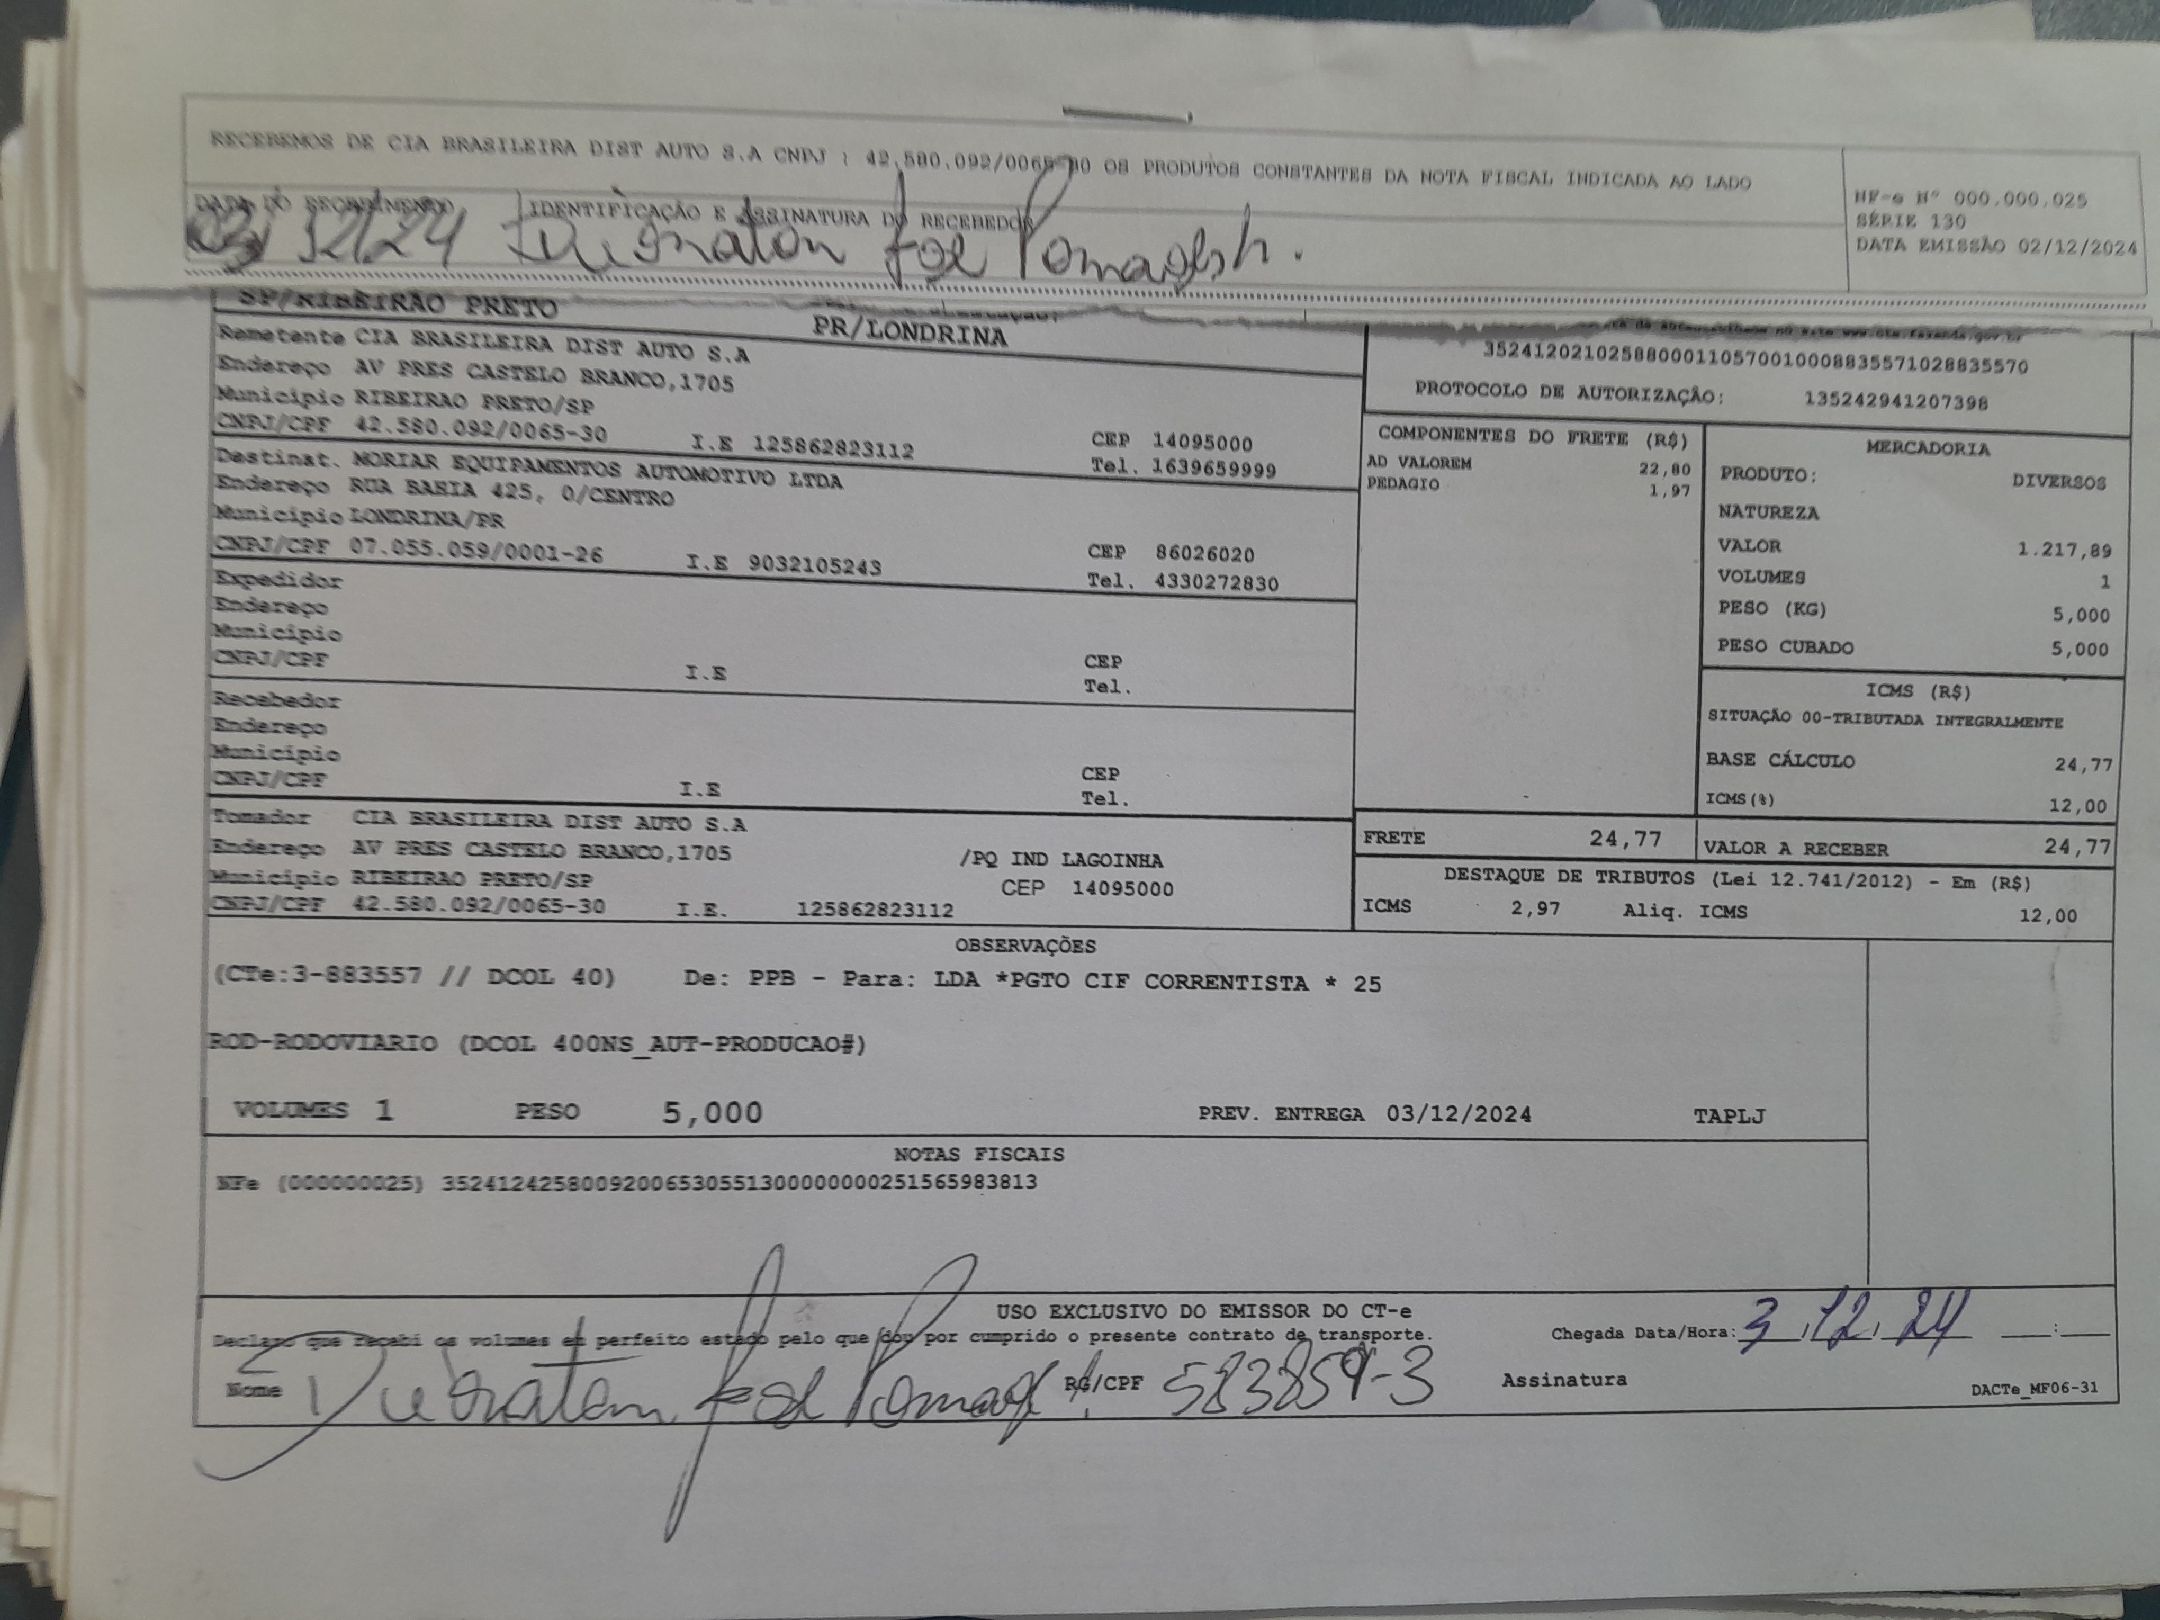 RECEBEMOS DE CIA BRASILEIRA DIST AUTO S.A CNPJ : 42.580.092/0065-30 OS PRODUTOS CONSTANTES DA NOTA FISCAL INDICADA AO LADO
NF-e Nº 000.000.025
SÉRIE 130
DATA EMISSÃO 02/12/2024
DATA DO RECEBIMENTO IDENTIFICAÇÃO E ASSINATURA DO RECEBEDOR
03/12/24
SP/RIBEIRAO PRETO PR/LONDRINA
Remetente CIA BRASILEIRA DIST AUTO S.A
Endereço AV PRES CASTELO BRANCO,1705
Município RIBEIRAO PRETO/SP
CNPJ/CPF 42.580.092/0065-30 I.E 125862823112 CEP 14095000
Tel. 1639659999
Destinat. MORIAR EQUIPAMENTOS AUTOMOTIVO LTDA
Endereço RUA BAHIA 425, 0/CENTRO
Município LONDRINA/PR
CNPJ/CPF 07.055.059/0001-26 I.E 9032105243 CEP 86026020
Tel. 4330272830
Expedidor
Endereço
Município
CNPJ/CPF I.E CEP
Tel.
Recebedor
Endereço
Município
CNPJ/CPF I.E CEP
Tel.
Tomador CIA BRASILEIRA DIST AUTO S.A
Endereço AV PRES CASTELO BRANCO,1705 /PQ IND LAGOINHA
Município RIBEIRAO PRETO/SP CEP 14095000
CNPJ/CPF 42.580.092/0065-30 I.E. 125862823112
35241202102588000110570010008835571028835570
PROTOCOLO DE AUTORIZAÇÃO: 135242941207398
COMPONENTES DO FRETE (R$)
AD VALOREM 22,80
PEDAGIO 1,97
MERCADORIA
PRODUTO: DIVERSOS
NATUREZA
VALOR 1.217,89
VOLUMES 1
PESO (KG) 5,000
PESO CUBADO 5,000
ICMS (R$)
SITUAÇÃO 00-TRIBUTADA INTEGRALMENTE
BASE CÁLCULO 24,77
ICMS(%) 12,00
FRETE 24,77 VALOR A RECEBER 24,77
DESTAQUE DE TRIBUTOS (Lei 12.741/2012) - Em (R$)
ICMS 2,97 Aliq. ICMS 12,00
OBSERVAÇÕES
(CTe:3-883557 // DCOL 40) De: PPB - Para: LDA *PGTO CIF CORRENTISTA * 25
ROD-RODOVIARIO (DCOL 400NS_AUT-PRODUCAO#)
VOLUMES 1 PESO 5,000 PREV. ENTREGA 03/12/2024 TAPLJ
NOTAS FISCAIS
NFe (000000025) 35241242580092006530551300000000251565983813
USO EXCLUSIVO DO EMISSOR DO CT-e
Declaro que recebi os volumes em perfeito estado pelo que dou por cumprido o presente contrato de transporte. Chegada Data/Hora: 3.12.24 __:__
Nome RG/CPF 583859-3 Assinatura DACTe_MF06-31